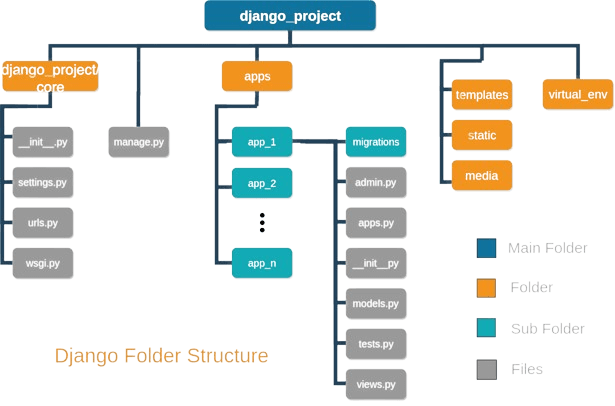 django_project
django_project/
core
apps
templates
virtual_env
static
media
__init__.py
settings.py
urls.py
wsgi.py
manage.py
app_1
app_2
app_n
migrations
admin.py
apps.py
__init__py
models.py
tests.py
views.py
Main Folder
Folder
Sub Folder
Files
Django Folder Structure